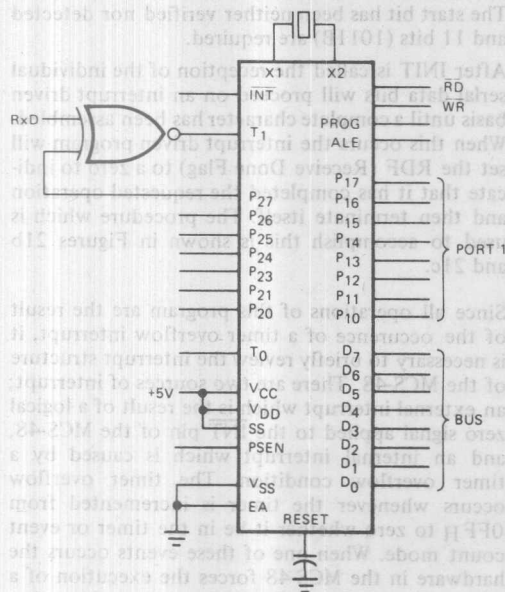 The start bit has been neither verified nor detected
and 11 bits (1011B) are required.
After INIT is called the reception of the individual
serial data bits will proceed on an interrupt driven
basis until a complete character has been
When this occurs the interrupt driven program will
set the RDF (Receive Done Flag) to a zero to indi-
cate that it has completed the requested operation
and then terminate itself. The procedure which is
used to accomplish this is shown in Figures 21b
and 21c.
Since all operations of this program are the result
of the occurence of a timer overflow interrupt, it
is necessary to briefly review the interrupt structure
of the MCS-48. There are two sources of interrupt;
an external interrupt which is the result of a logical
zero signal applied to the INT pin of the MCS-48,
and an internal interrupt which is caused by a
timer overflow condition. The timer overflow
occurs whenever the timer is incremented from
0FFH to zero whether it be in the timer or event
count mode. When one of these events occurs the
hardware in the MCS-48 forces the execution of a
X1 X2
INT
RD
WR
RxD
T1
PROG
ALE
P27
P26
P25
P24
P23
P21
P20
P17
P16
P15
P14
P13
P12
P11
P10
PORT 1
T0
D7
D6
D5
D4
D3
D2
D1
D0
BUS
+5V
VCC
VDD
SS
PSEN
VSS
EA
RESET